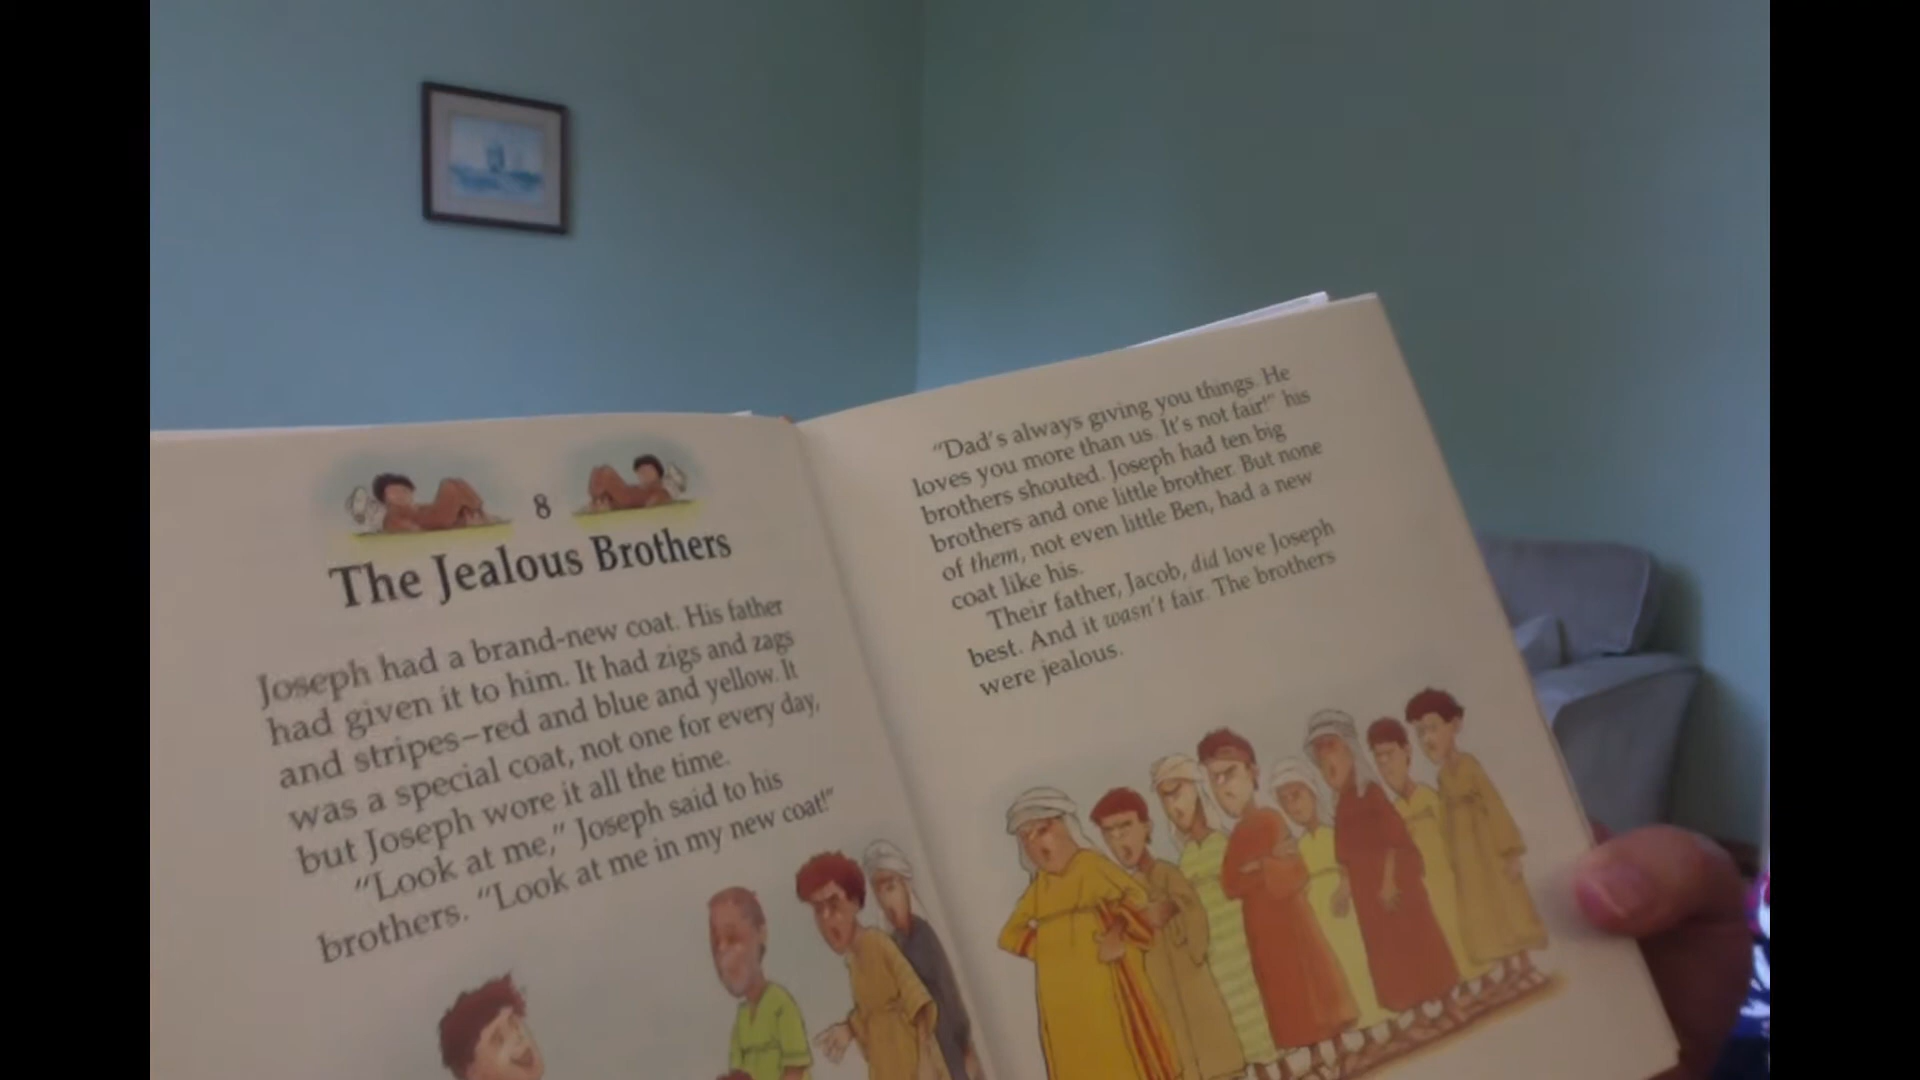 8
The Jealous Brothers
Joseph had a brand-new coat. His father
had given it to him. It had zigs and zags
and stripes–red and blue and yellow. It
was a special coat, not one for every day,
but Joseph wore it all the time.
"Look at me," Joseph said to his
brothers. "Look at me in my new coat!"
"Dad's always giving you things. He
loves you more than us. It's not fair!" his
brothers shouted. Joseph had ten big
brothers and one little brother. But none
of them, not even little Ben, had a new
coat like his.
Their father, Jacob, did love Joseph
best. And it wasn't fair. The brothers
were jealous.